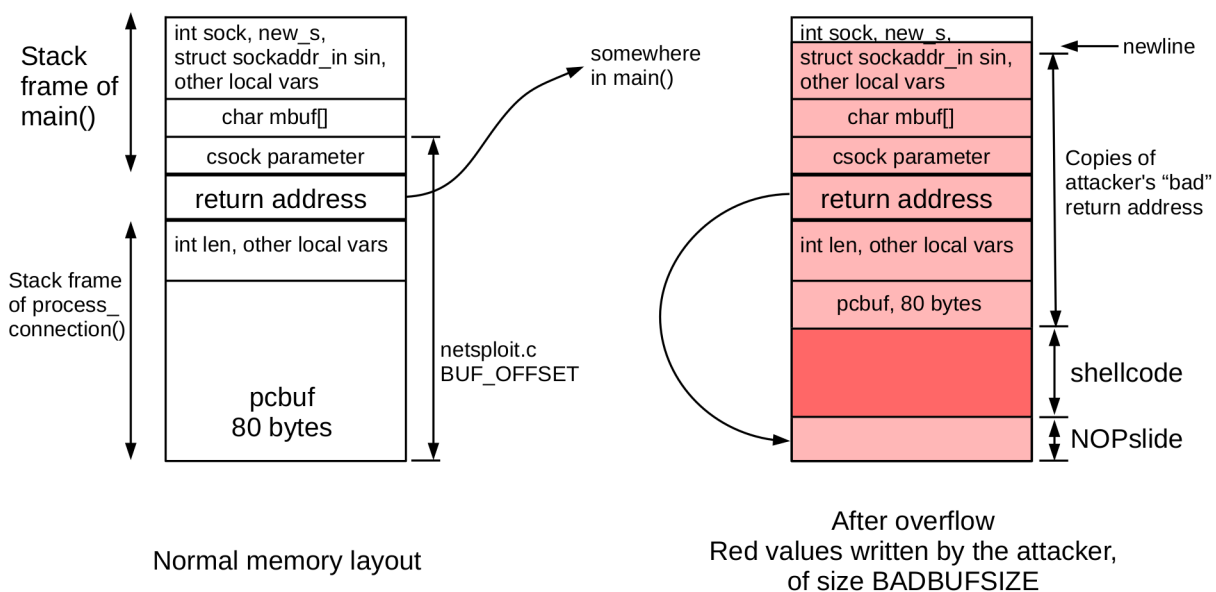 Stack
frame of
main()
int sock, new_s,
struct sockaddr_in sin,
other local vars
char mbuf[]
csock parameter
return address
int len, other local vars
pcbuf
80 bytes
Stack frame
of process_
connection()
somewhere
in main()
netsploit.c
BUF_OFFSET
Normal memory layout
int sock, new_s,
struct sockaddr_in sin,
other local vars
char mbuf[]
csock parameter
return address
int len, other local vars
pcbuf, 80 bytes
newline
Copies of
attacker's “bad”
return address
shellcode
NOPslide
After overflow
Red values written by the attacker,
of size BADBUFSIZE